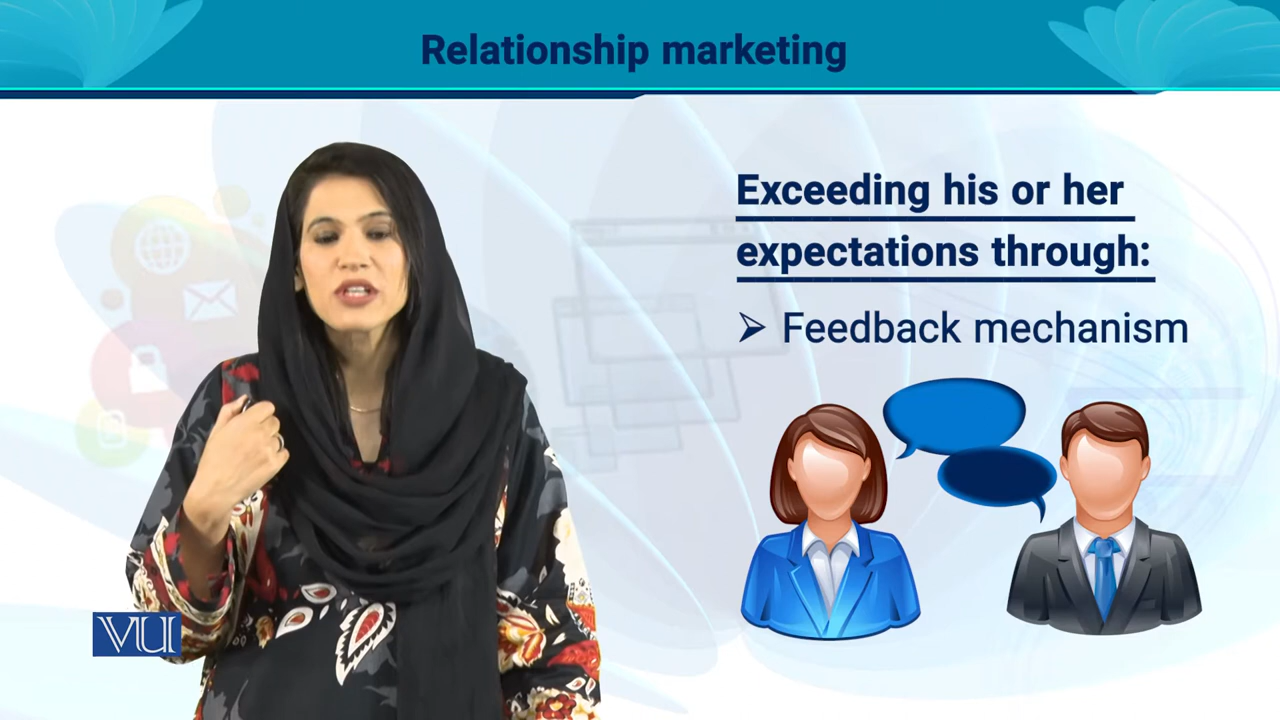 Relationship marketing
Exceeding his or her
expectations through:
➢ Feedback mechanism
VU